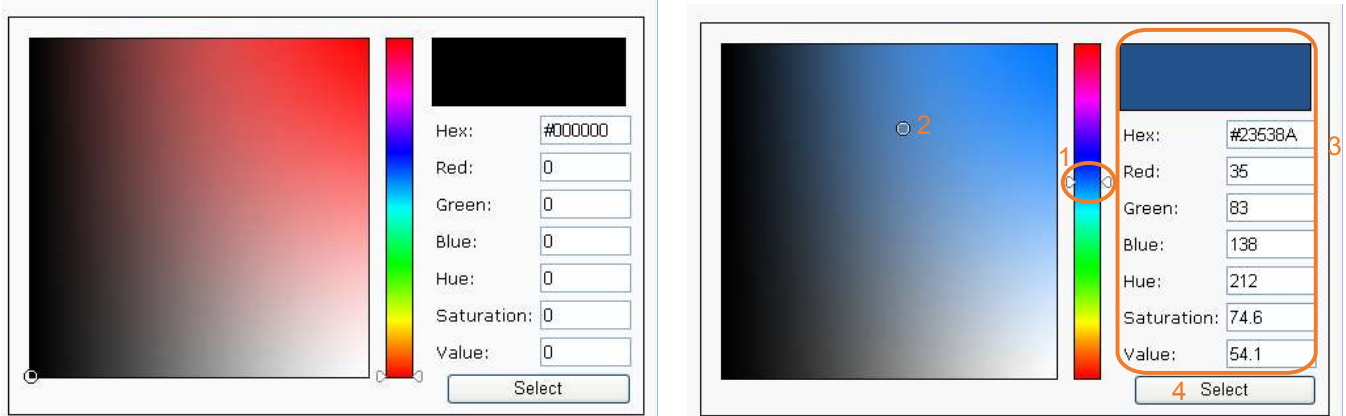 Hex: #000000
Red: 0
Green: 0
Blue: 0
Hue: 0
Saturation: 0
Value: 0
Select
2
1
3
Hex: #23538A
Red: 35
Green: 83
Blue: 138
Hue: 212
Saturation: 74.6
Value: 54.1
4 Select